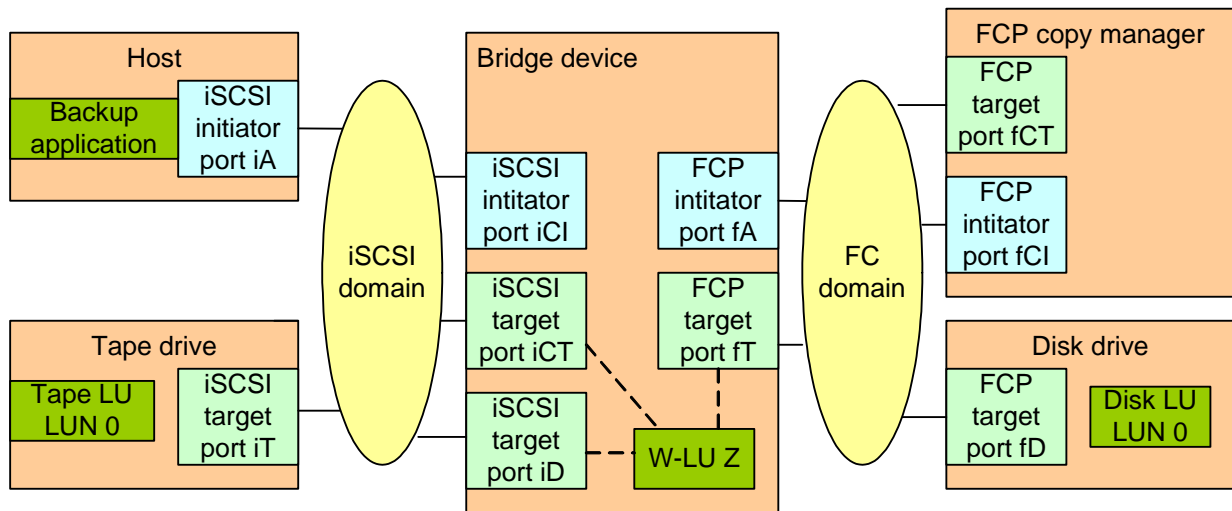 Host
Backup
application
iSCSI
initiator
port iA
Tape drive
Tape LU
LUN 0
iSCSI
target
port iT
iSCSI
domain
Bridge device
iSCSI
intitator
port iCI
iSCSI
target
port iCT
iSCSI
target
port iD
FCP
intitator
port fA
FCP
target
port fT
W-LU Z
FC
domain
FCP copy manager
FCP
target
port fCT
FCP
intitator
port fCI
Disk drive
FCP
target
port fD
Disk LU
LUN 0